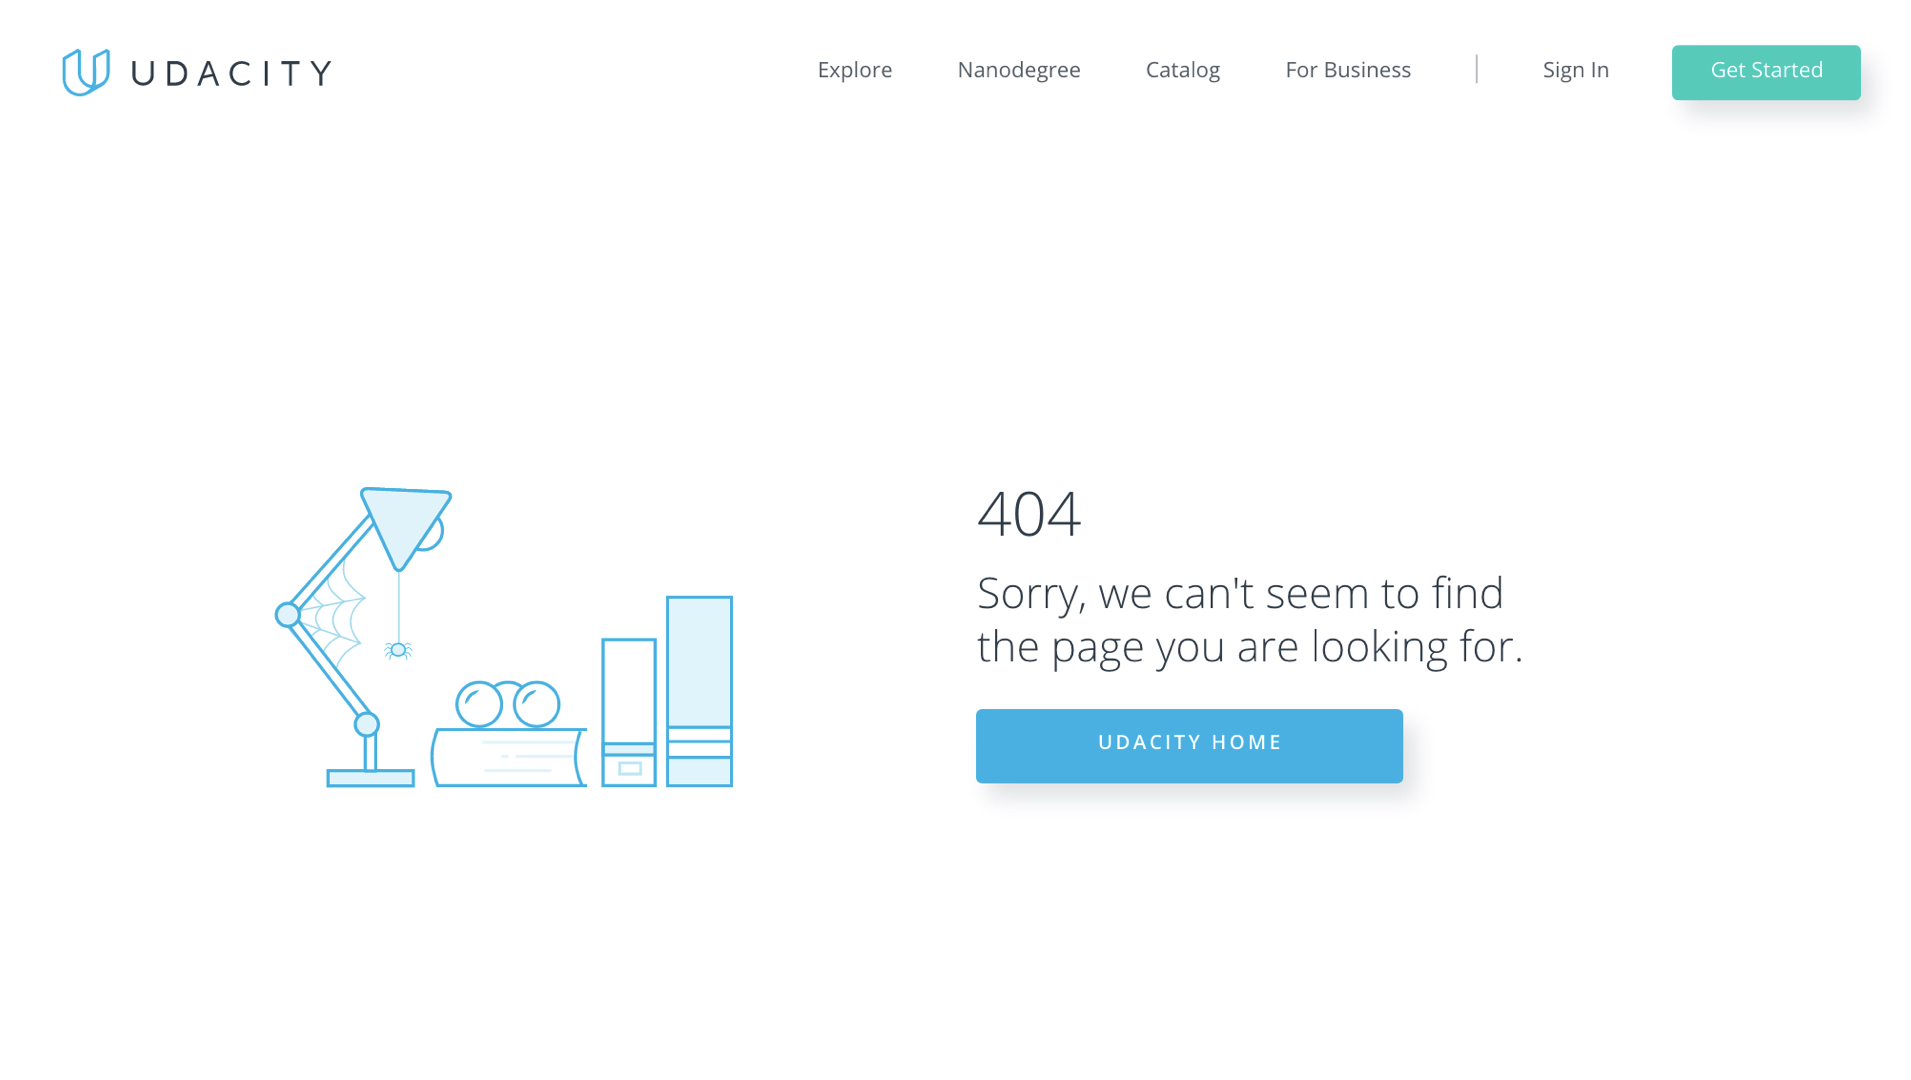 UDACITY
Explore
Nanodegree
Catalog
For Business
Sign In
Get Started
404
Sorry, we can't seem to find
the page you are looking for.
UDACITY HOME